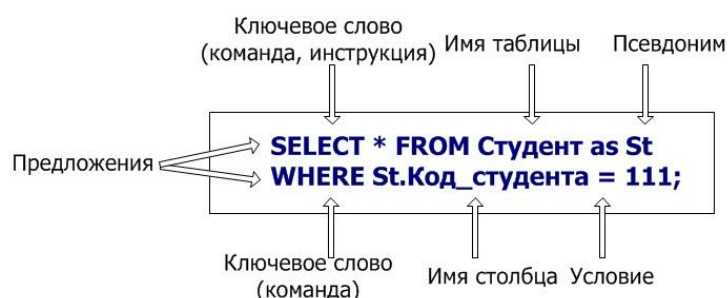 Ключевое слово
(команда, инструкция)
Имя таблицы
Псевдоним
Предложения
SELECT * FROM Студент as St
WHERE St.Код_студента = 111;
Ключевое слово
(команда)
Имя столбца
Условие